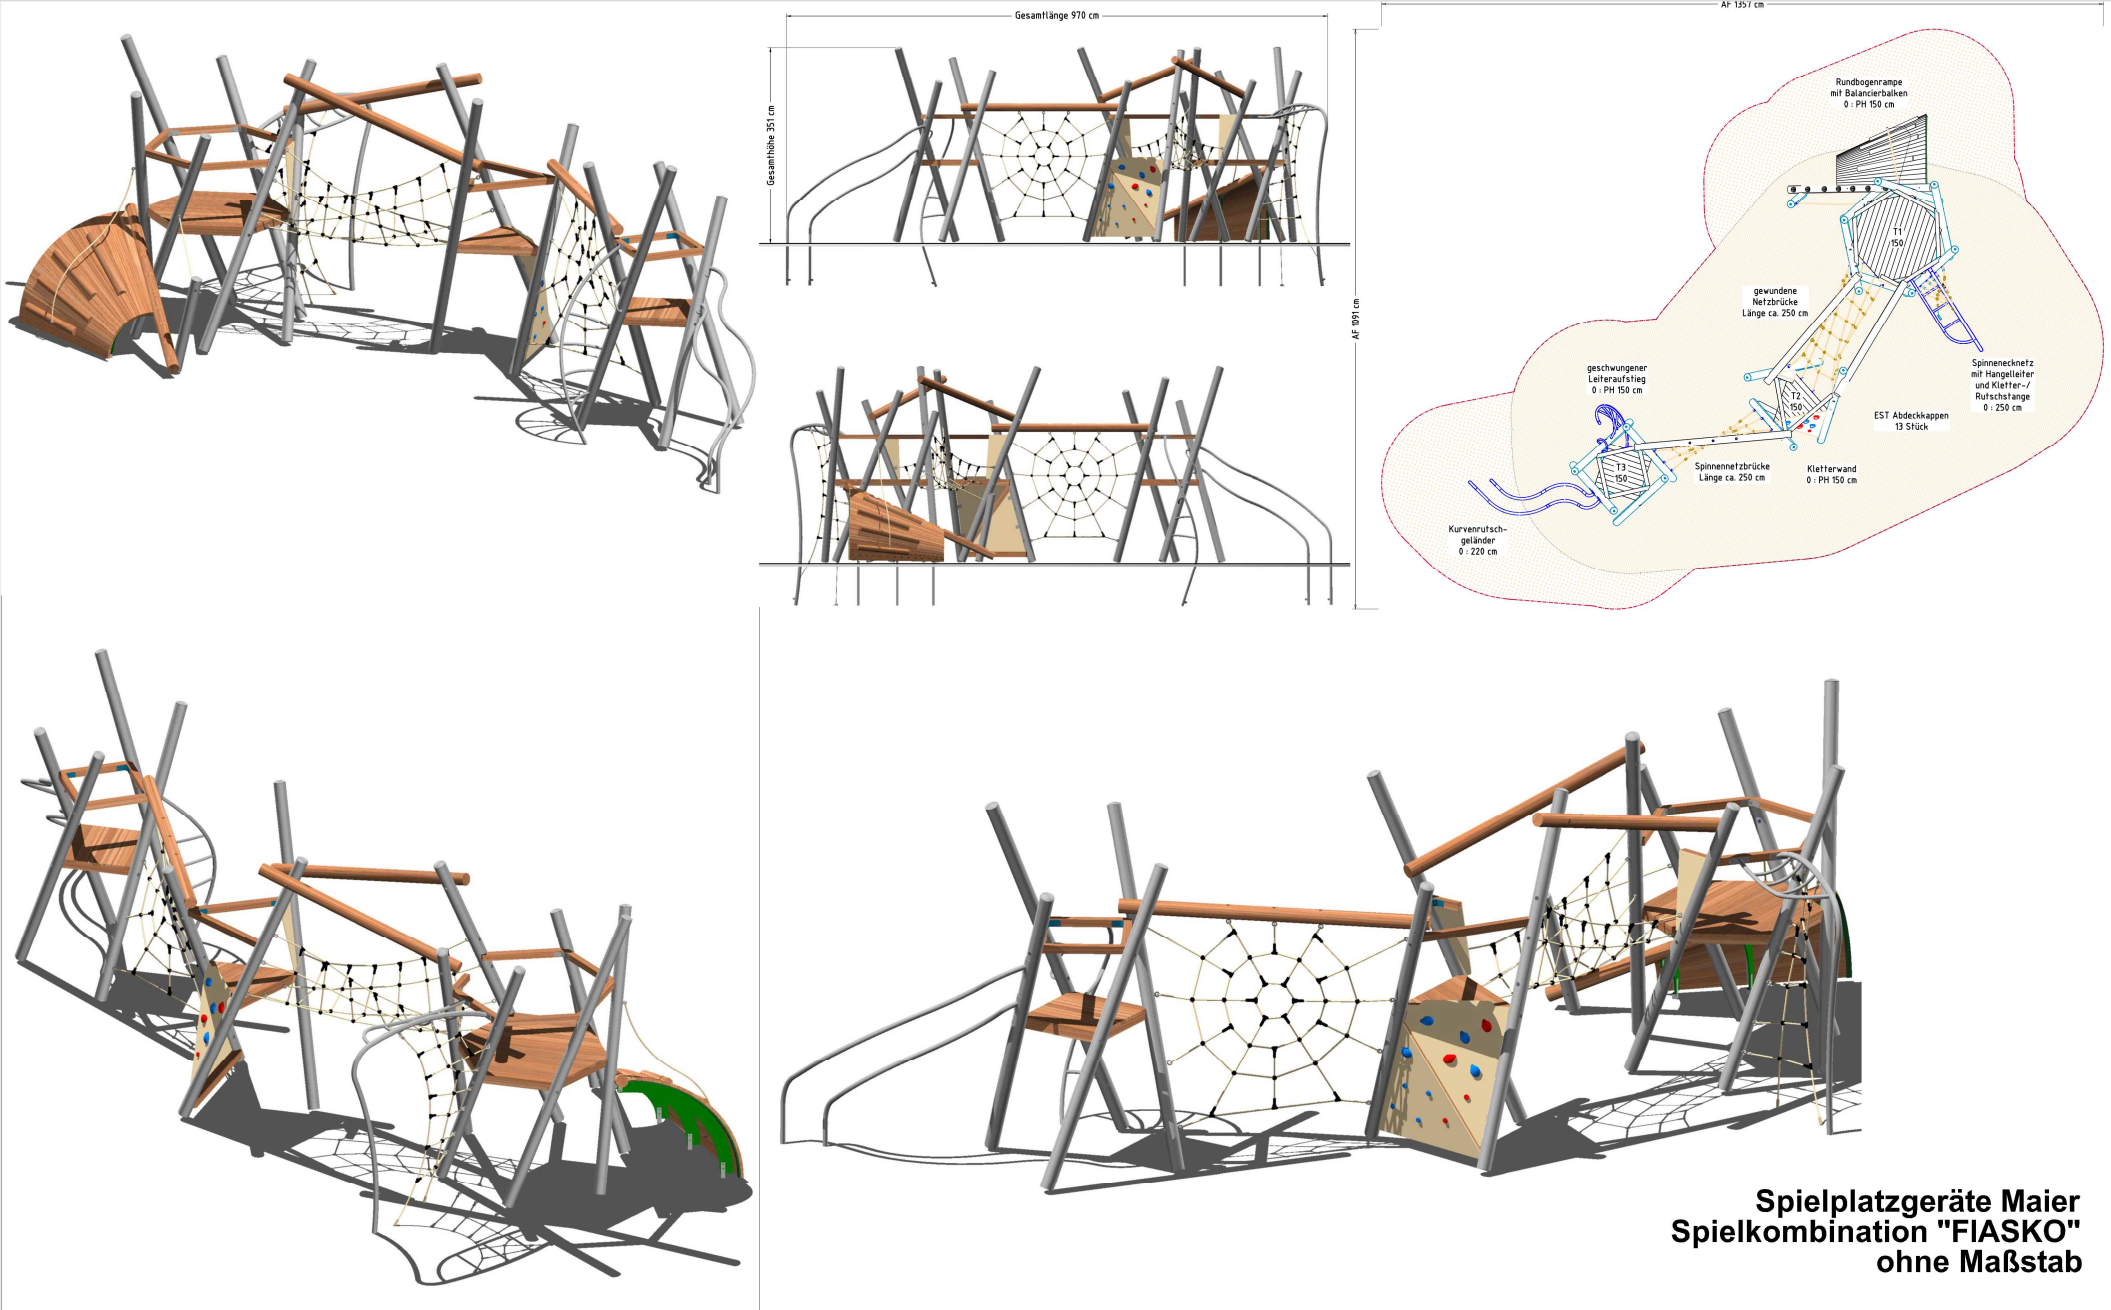 Gesamtlänge 970 cm
Gesamthöhe 351 cm
AF 1357 cm
AF 1091 cm
Rundbogenrampe
mit Balancierbalken
0 : PH 150 cm
T1
150
gewundene
Netzbrücke
Länge ca. 250 cm
Spinnenecknetz
mit Hangelleiter
und Kletter-/
Rutschstange
0 : 250 cm
geschwungener
Leiteraufstieg
0 : PH 150 cm
T2
150
EST Abdeckkappen
13 Stück
T3
150
Spinnennetzbrücke
Länge ca. 250 cm
Kletterwand
0 : PH 150 cm
Kurvenrutsch-
geländer
0 : 220 cm
Spielplatzgeräte Maier
Spielkombination "FIASKO"
ohne Maßstab